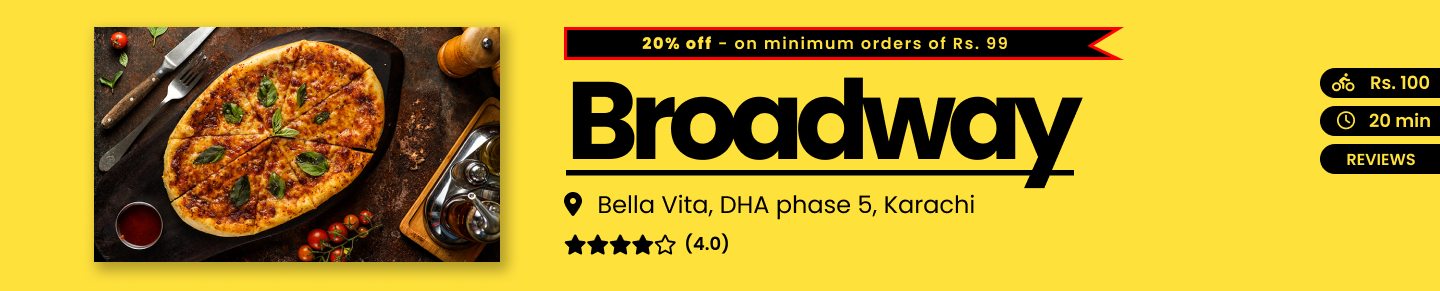 20% off - on minimum orders of Rs. 99
Broadway
Bella Vita, DHA phase 5, Karachi
(4.0)
Rs. 100
20 min
REVIEWS